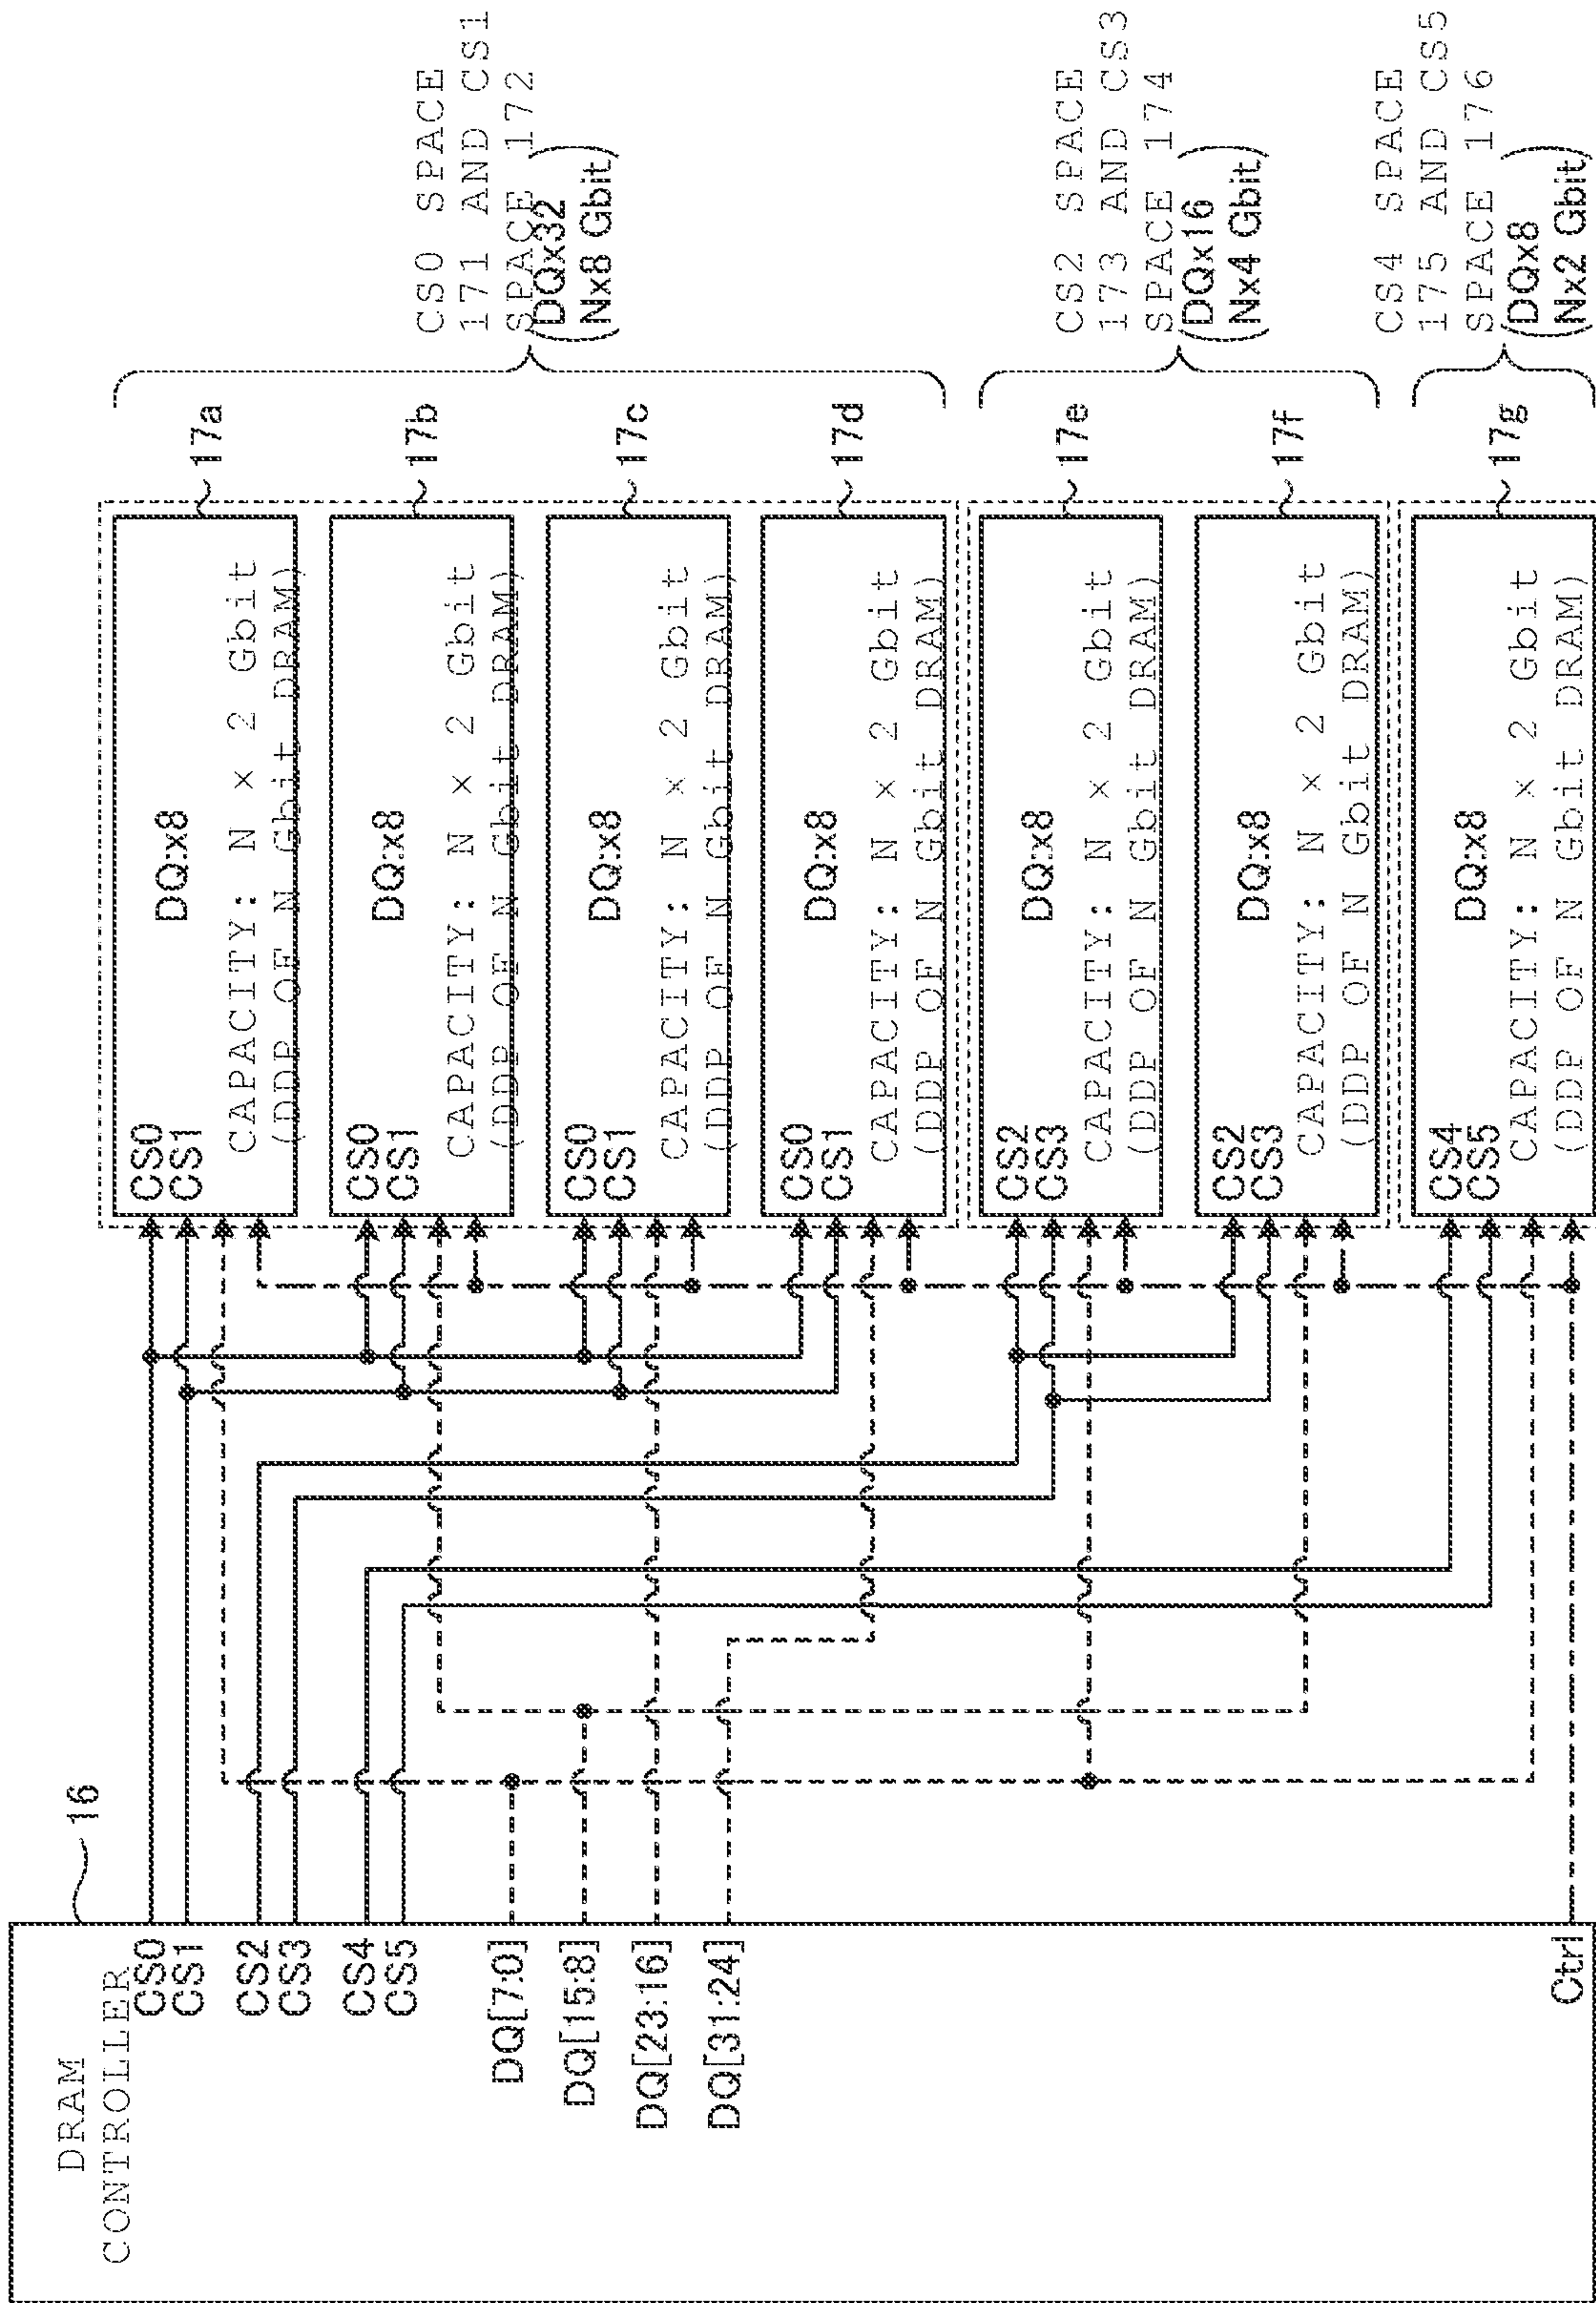 DRAM
CONTROLLER
16
CS0
CS1
CS2
CS3
CS4
CS5
DQ[7:0]
DQ[15:8]
DQ[23:16]
DQ[31:24]
Ctrl
CS0
CS1
DQ:x8
CAPACITY: N × 2 Gbit
(DDP OF N Gbit DRAM)
17a
CS0
CS1
DQ:x8
CAPACITY: N × 2 Gbit
(DDP OF N Gbit DRAM)
17b
CS0
CS1
DQ:x8
CAPACITY: N × 2 Gbit
(DDP OF N Gbit DRAM)
17c
CS0
CS1
DQ:x8
CAPACITY: N × 2 Gbit
(DDP OF N Gbit DRAM)
17d
CS2
CS3
DQ:x8
CAPACITY: N × 2 Gbit
(DDP OF N Gbit DRAM)
17e
CS2
CS3
DQ:x8
CAPACITY: N × 2 Gbit
(DDP OF N Gbit DRAM)
17f
CS4
CS5
DQ:x8
CAPACITY: N × 2 Gbit
(DDP OF N Gbit DRAM)
17g
CS0 SPACE
171 AND CS1
SPACE 172
(DQx32
Nx8 Gbit)
CS2 SPACE
173 AND CS3
SPACE 174
(DQx16
Nx4 Gbit)
CS4 SPACE
175 AND CS5
SPACE 176
(DQx8
Nx2 Gbit)